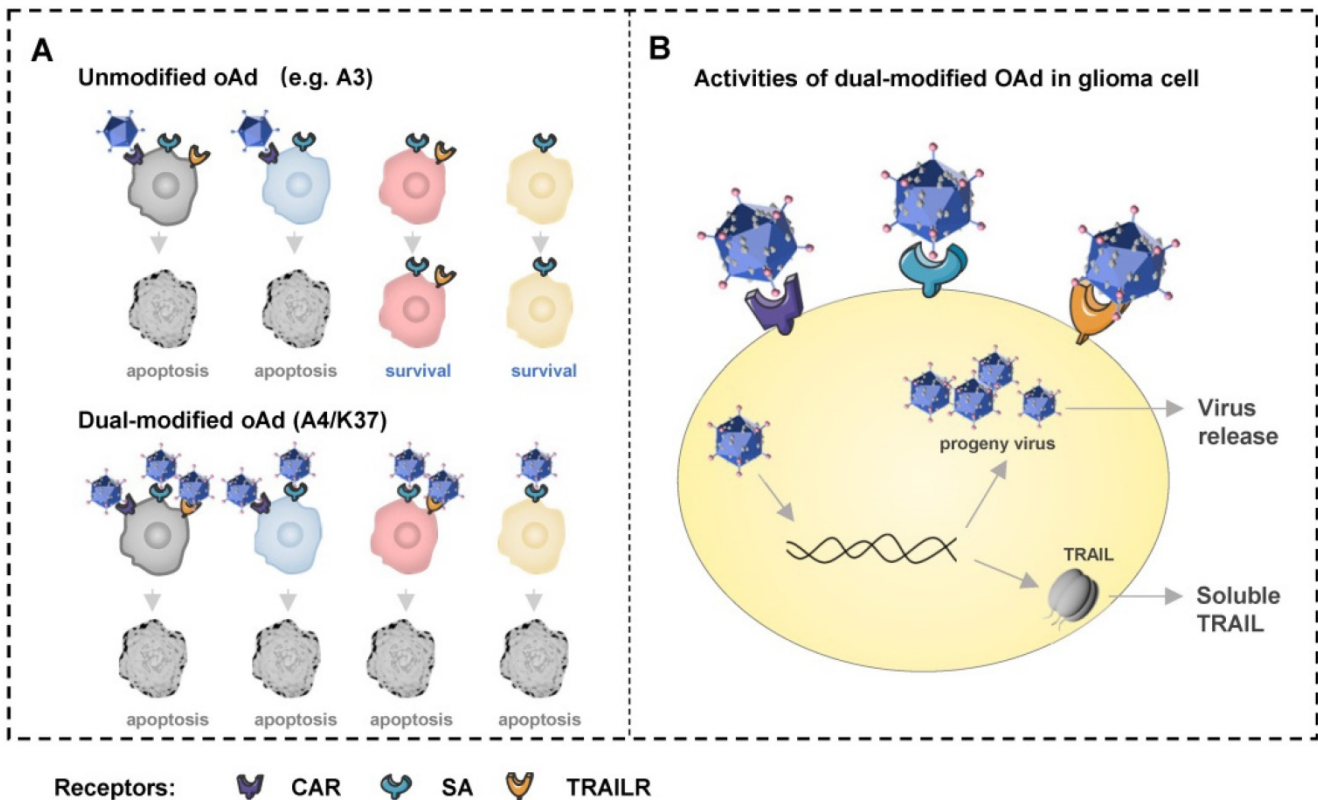 A
Unmodified oAd (e.g. A3)
apoptosis apoptosis survival survival
Dual-modified oAd (A4/K37)
apoptosis apoptosis apoptosis apoptosis
B
Activities of dual-modified OAd in glioma cell
progeny virus
Virus
release
TRAIL
Soluble
TRAIL
Receptors: CAR SA TRAILR